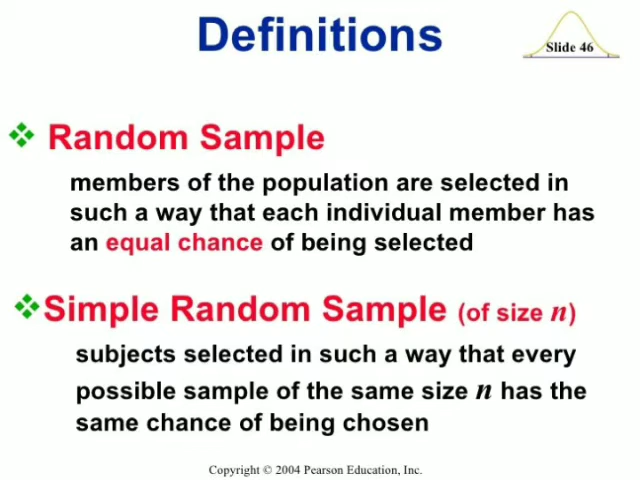 Definitions
Slide 46
Random Sample
members of the population are selected in
such a way that each individual member has
an equal chance of being selected
Simple Random Sample (of size n)
subjects selected in such a way that every
possible sample of the same size n has the
same chance of being chosen
Copyright © 2004 Pearson Education, Inc.